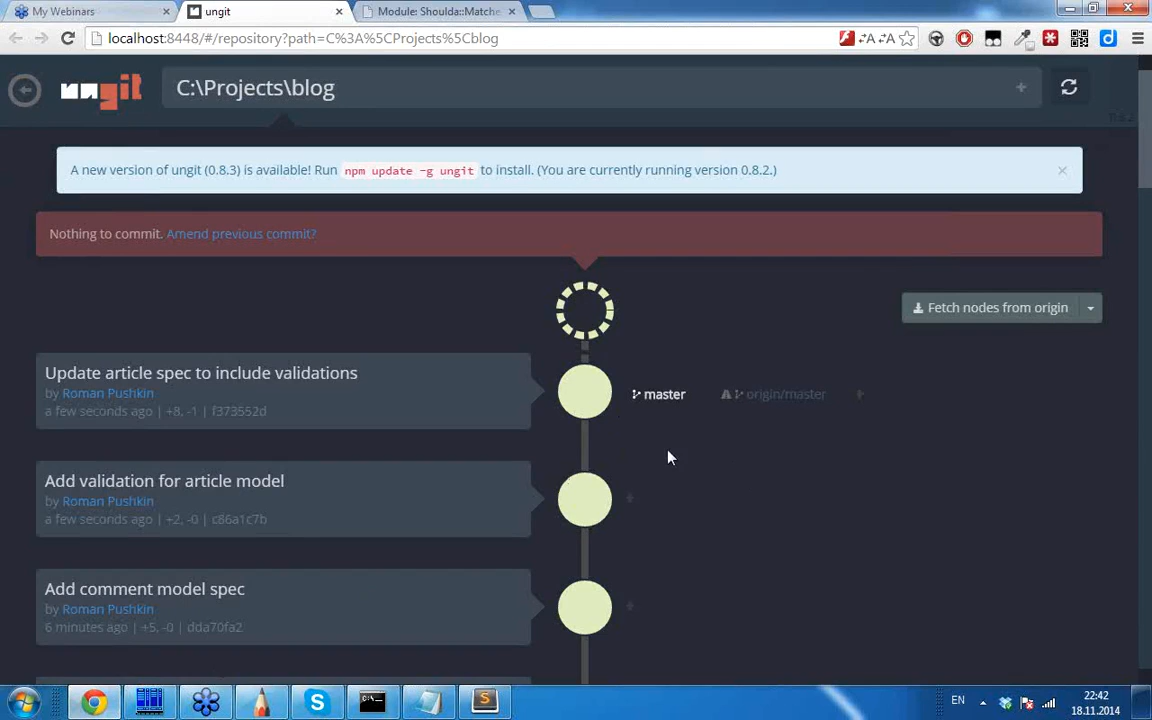 My Webinars
ungit
Module: Shoulda::Matche
localhost:8448/#/repository?path=C%3A%5CProjects%5Cblog
ungit
C:\Projects\blog
A new version of ungit (0.8.3) is available! Run npm update -g ungit to install. (You are currently running version 0.8.2.)
Nothing to commit. Amend previous commit?
Fetch nodes from origin
Update article spec to include validations
by Roman Pushkin
a few seconds ago | +8, -1 | f373552d
master
origin/master
Add validation for article model
by Roman Pushkin
a few seconds ago | +2, -0 | c86a1c7b
Add comment model spec
by Roman Pushkin
6 minutes ago | +5, -0 | dda70fa2
EN
22:42
18.11.2014